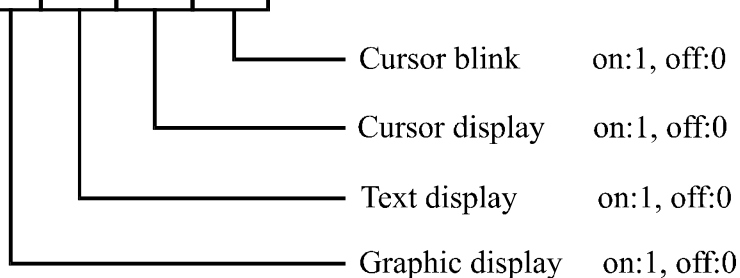 Cursor blink on:1, off:0
Cursor display on:1, off:0
Text display on:1, off:0
Graphic display on:1, off:0